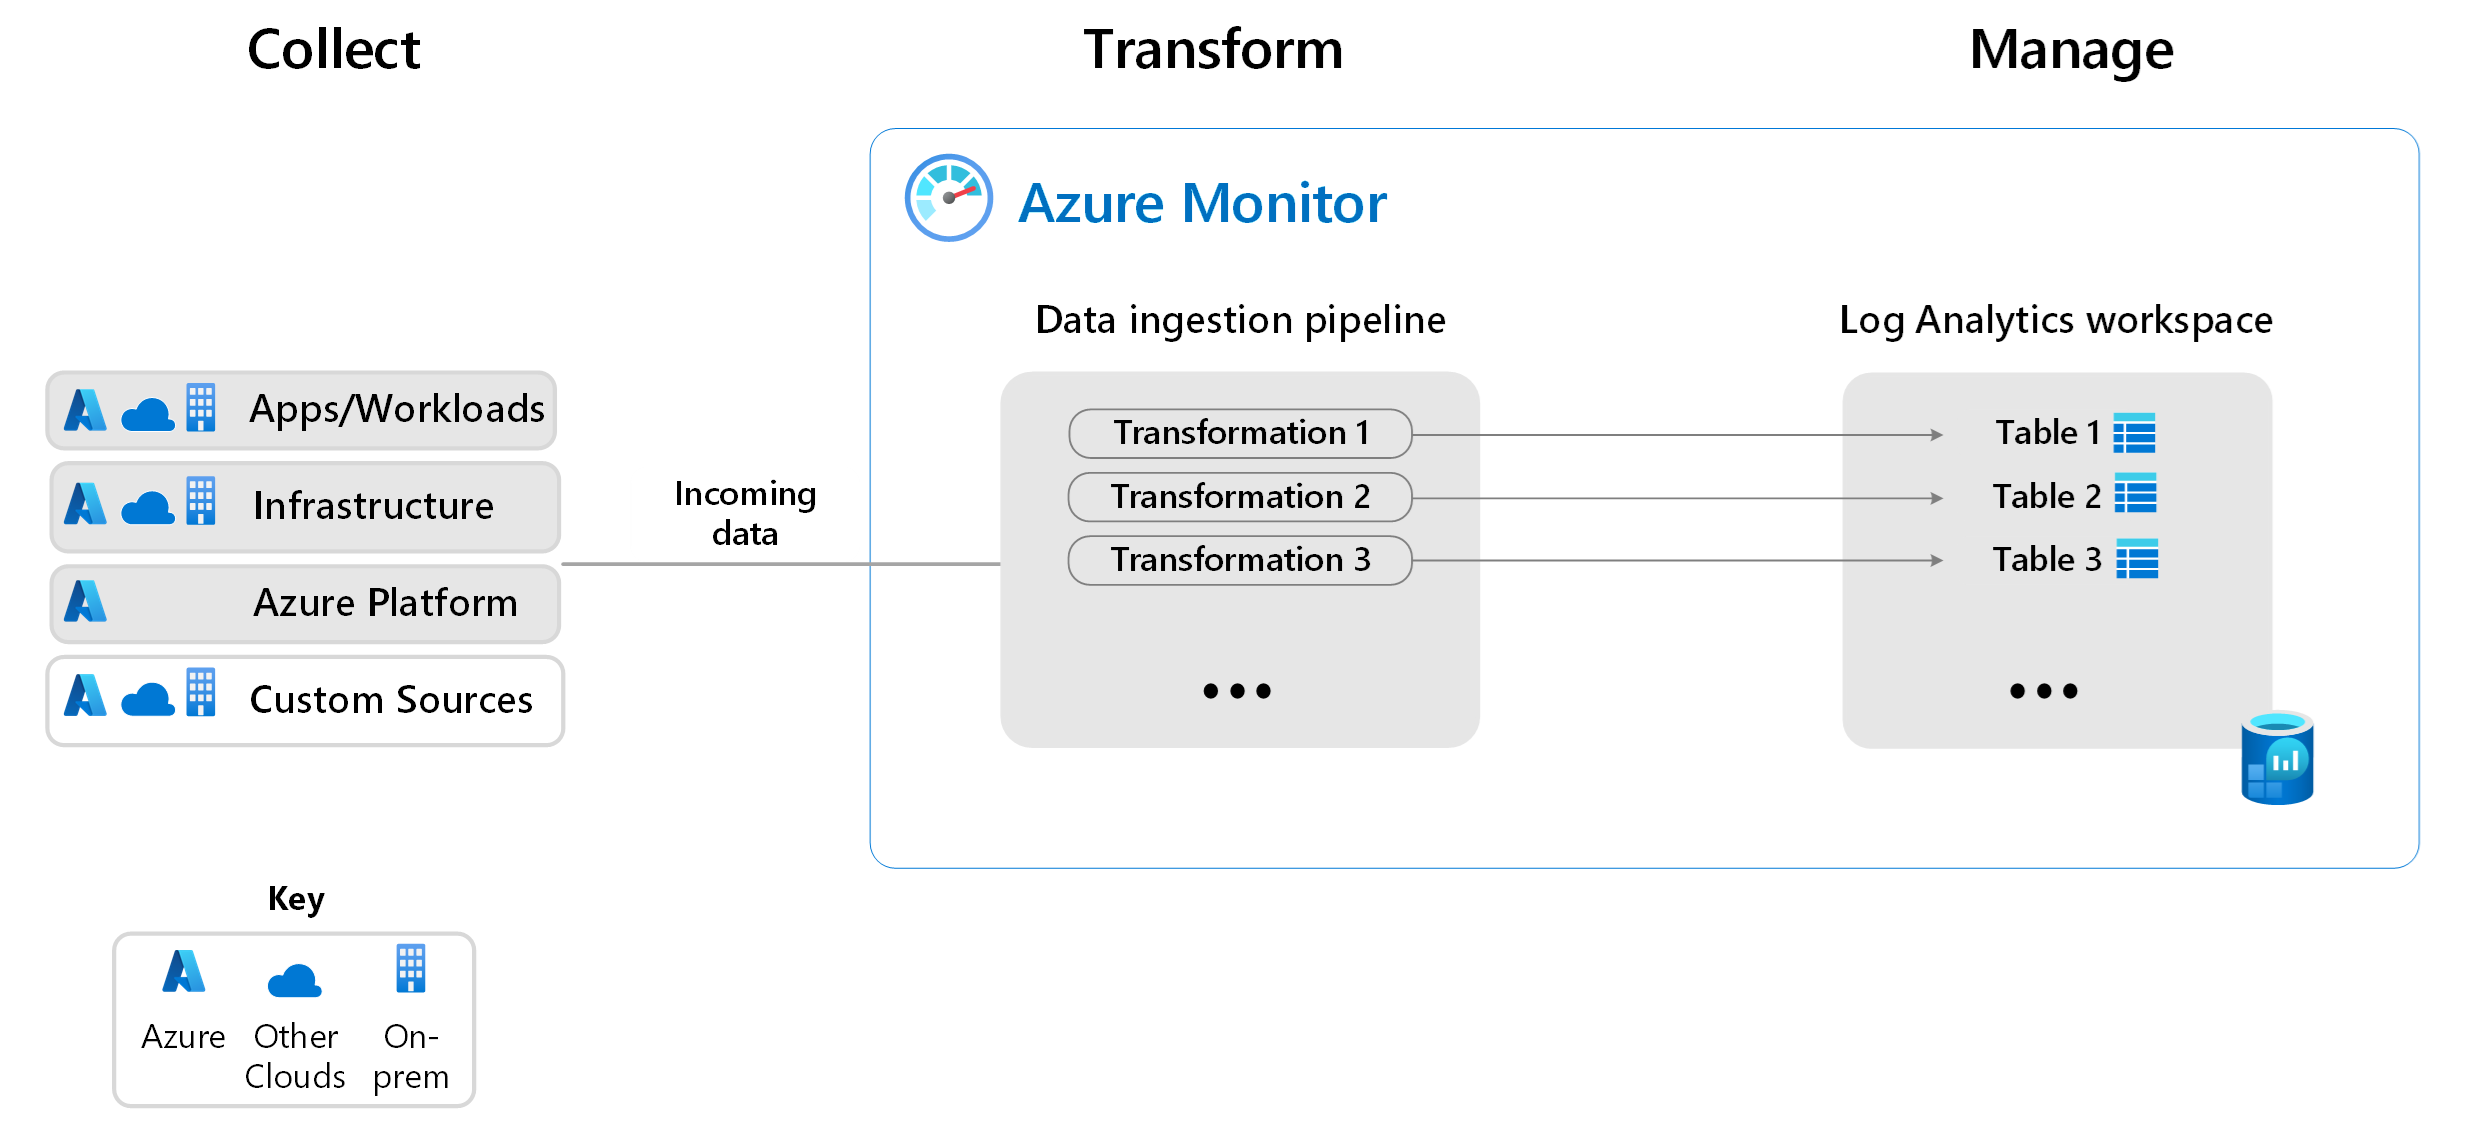 Collect
Transform
Manage
Azure Monitor
Data ingestion pipeline
Log Analytics workspace
Apps/Workloads
Infrastructure
Azure Platform
Custom Sources
Incoming
data
Transformation 1
Transformation 2
Transformation 3
•••
Table 1
Table 2
Table 3
•••
Key
Azure
Other
Clouds
On-
prem